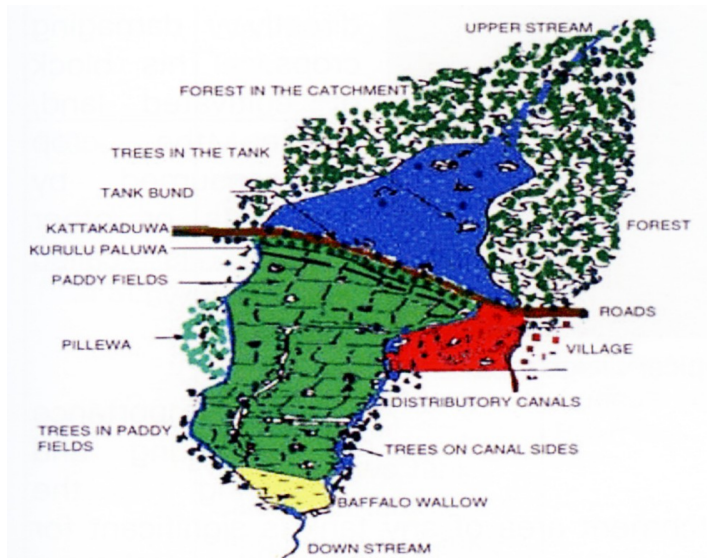 UPPER STREAM
FOREST IN THE CATCHMENT
TREES IN THE TANK
TANK BUND
KATTAKADUWA
FOREST
KURULU PALUWA
PADDY FIELDS
ROADS
PILLEWA
VILLAGE
DISTRIBUTORY CANALS
TREES IN PADDY
FIELDS
TREES ON CANAL SIDES
BAFFALO WALLOW
DOWN STREAM